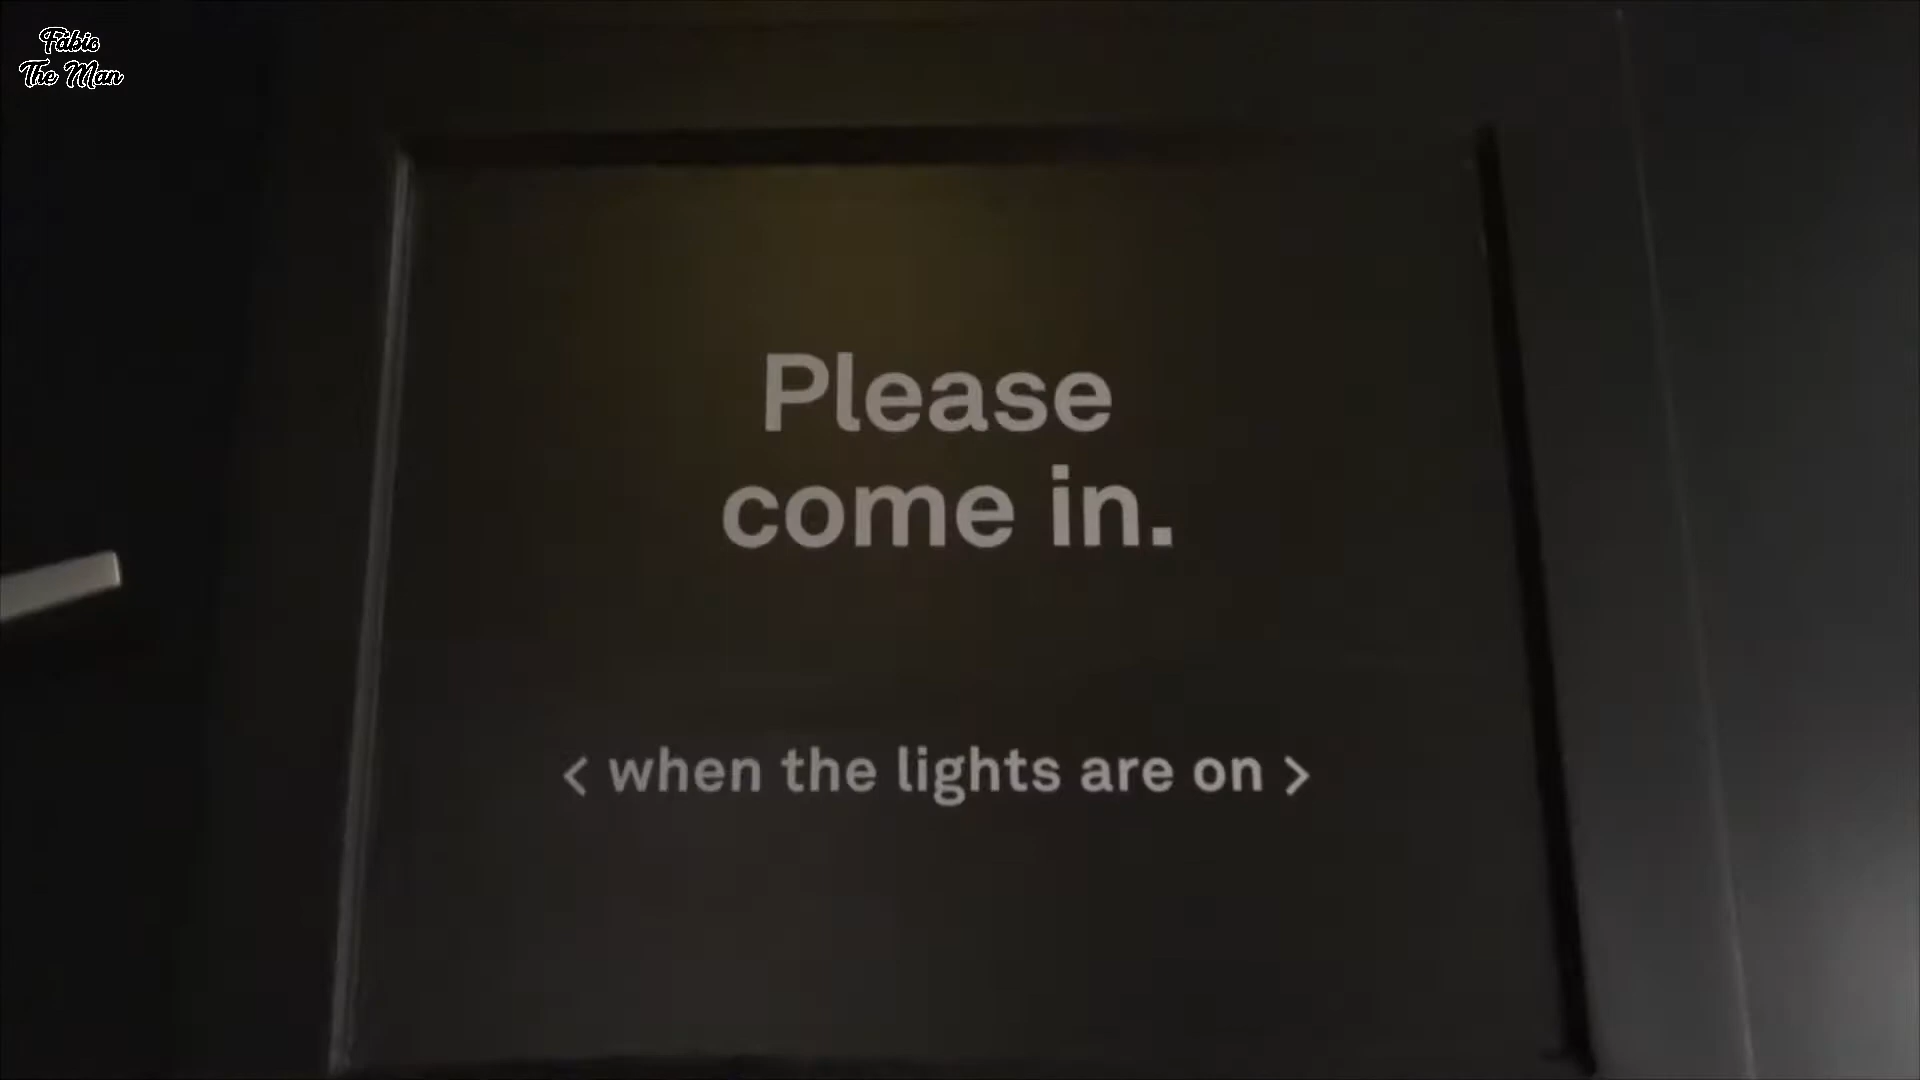 Fábio
The Man
Please
come in.
< when the lights are on >